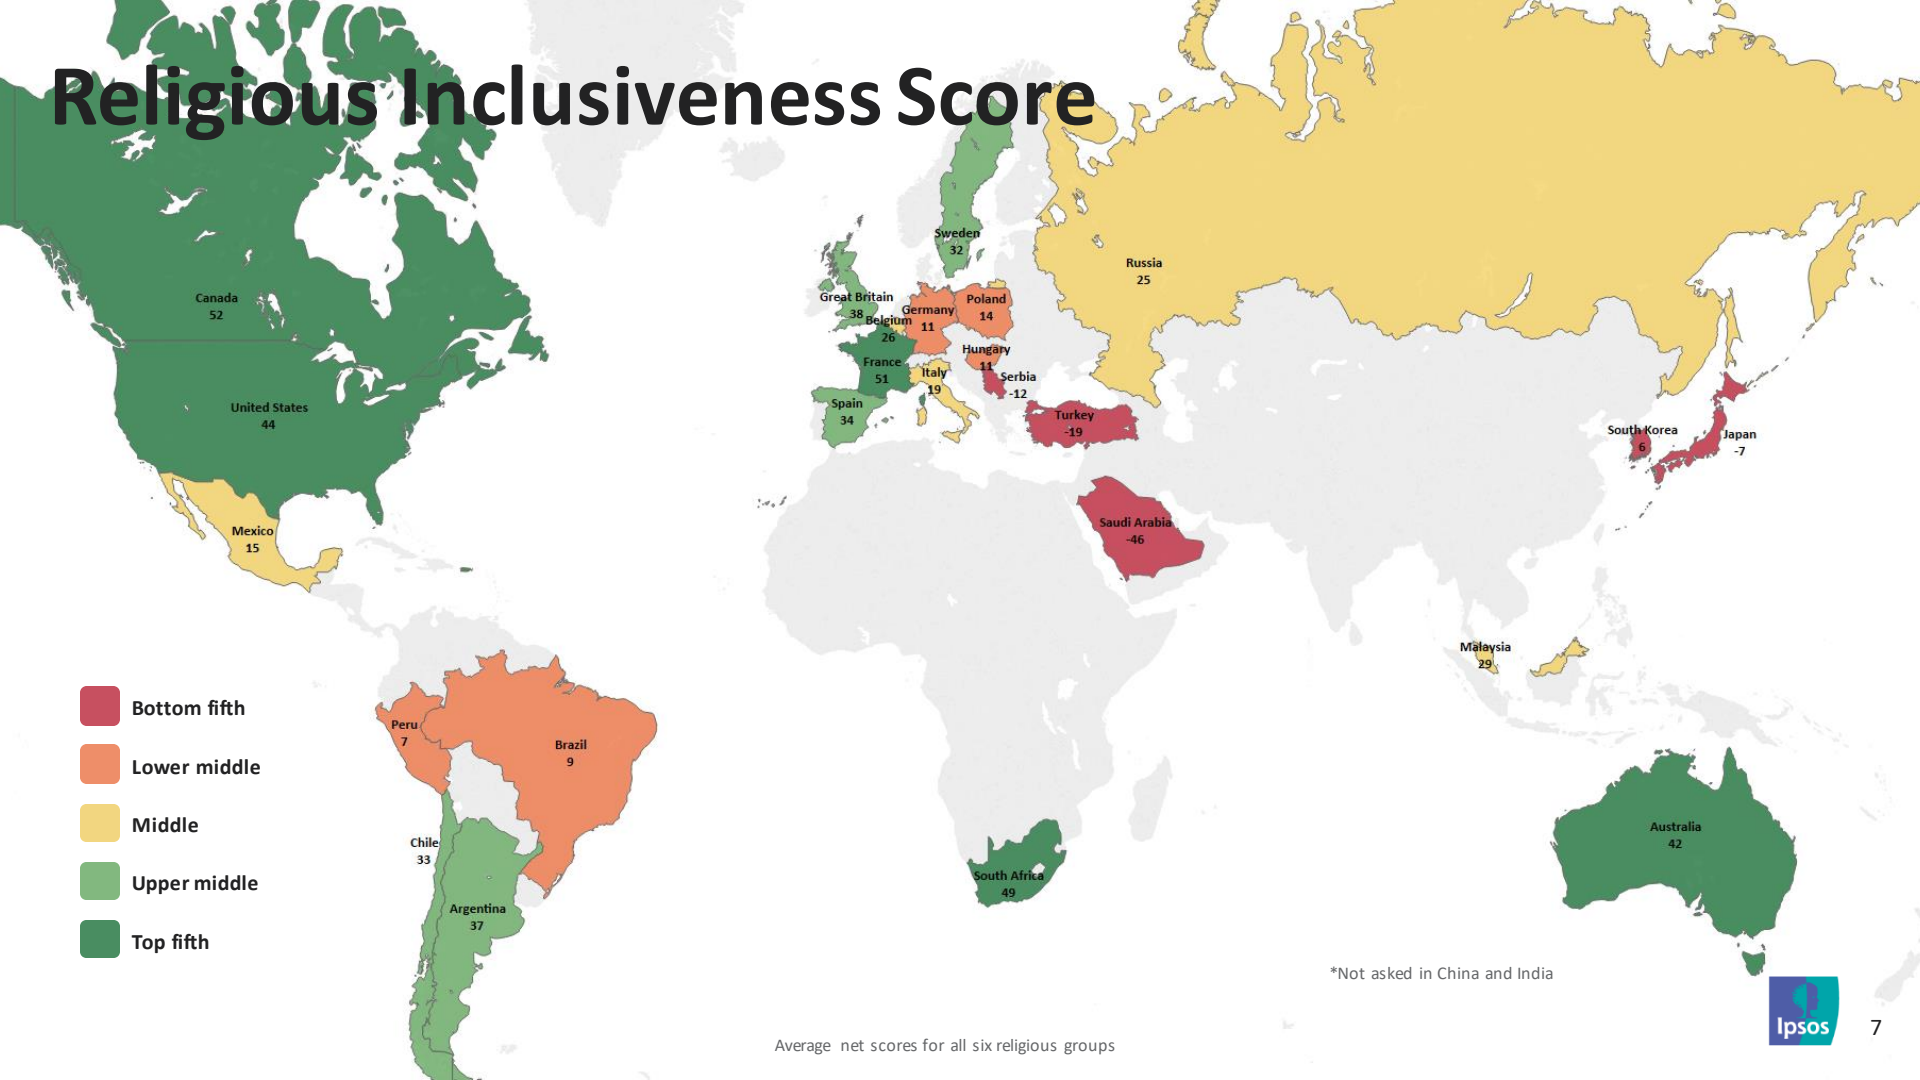 Religious Inclusiveness Score
Canada
52
United States
44
Mexico
15
Peru
7
Brazil
9
Chile
33
Argentina
37
Sweden
32
Great Britain
38
Belgium
26
Germany
11
Poland
14
France
51
Hungary
11
Italy
19
Serbia
-12
Spain
34
Turkey
-19
Russia
25
Saudi Arabia
-46
South Korea
6
Japan
-7
Malaysia
29
South Africa
49
Australia
42
Bottom fifth
Lower middle
Middle
Upper middle
Top fifth
*Not asked in China and India
Average net scores for all six religious groups
Ipsos
7